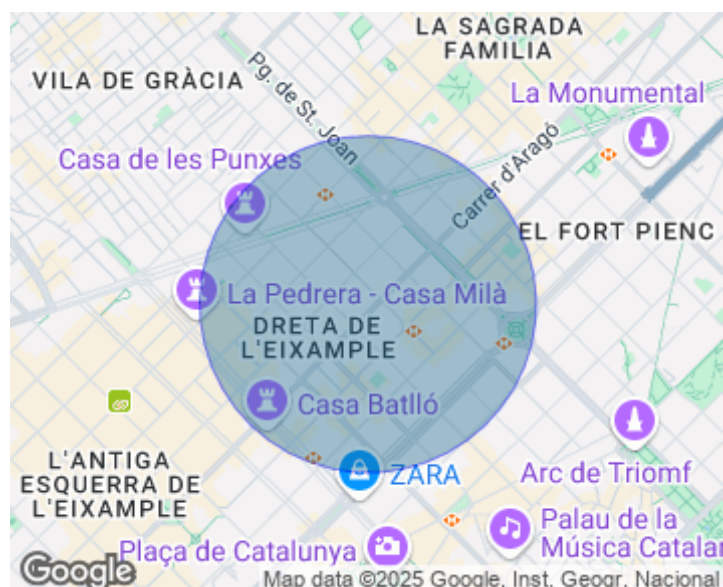 LA SAGRADA
FAMILIA
VILA DE GRÀCIA
La Monumental
Pg. de St. Joan
Casa de les Punxes
Carrer d'Aragó
EL FORT PIENC
La Pedrera - Casa Milà
DRETA DE
L'EIXAMPLE
Casa Batlló
L'ANTIGA
ESQUERRA DE
L'EIXAMPLE
ZARA
Arc de Triomf
Palau de la
Música Catalan
Plaça de Catalunya
Google
Map data ©2025 Google, Inst. Geogr. Nacional